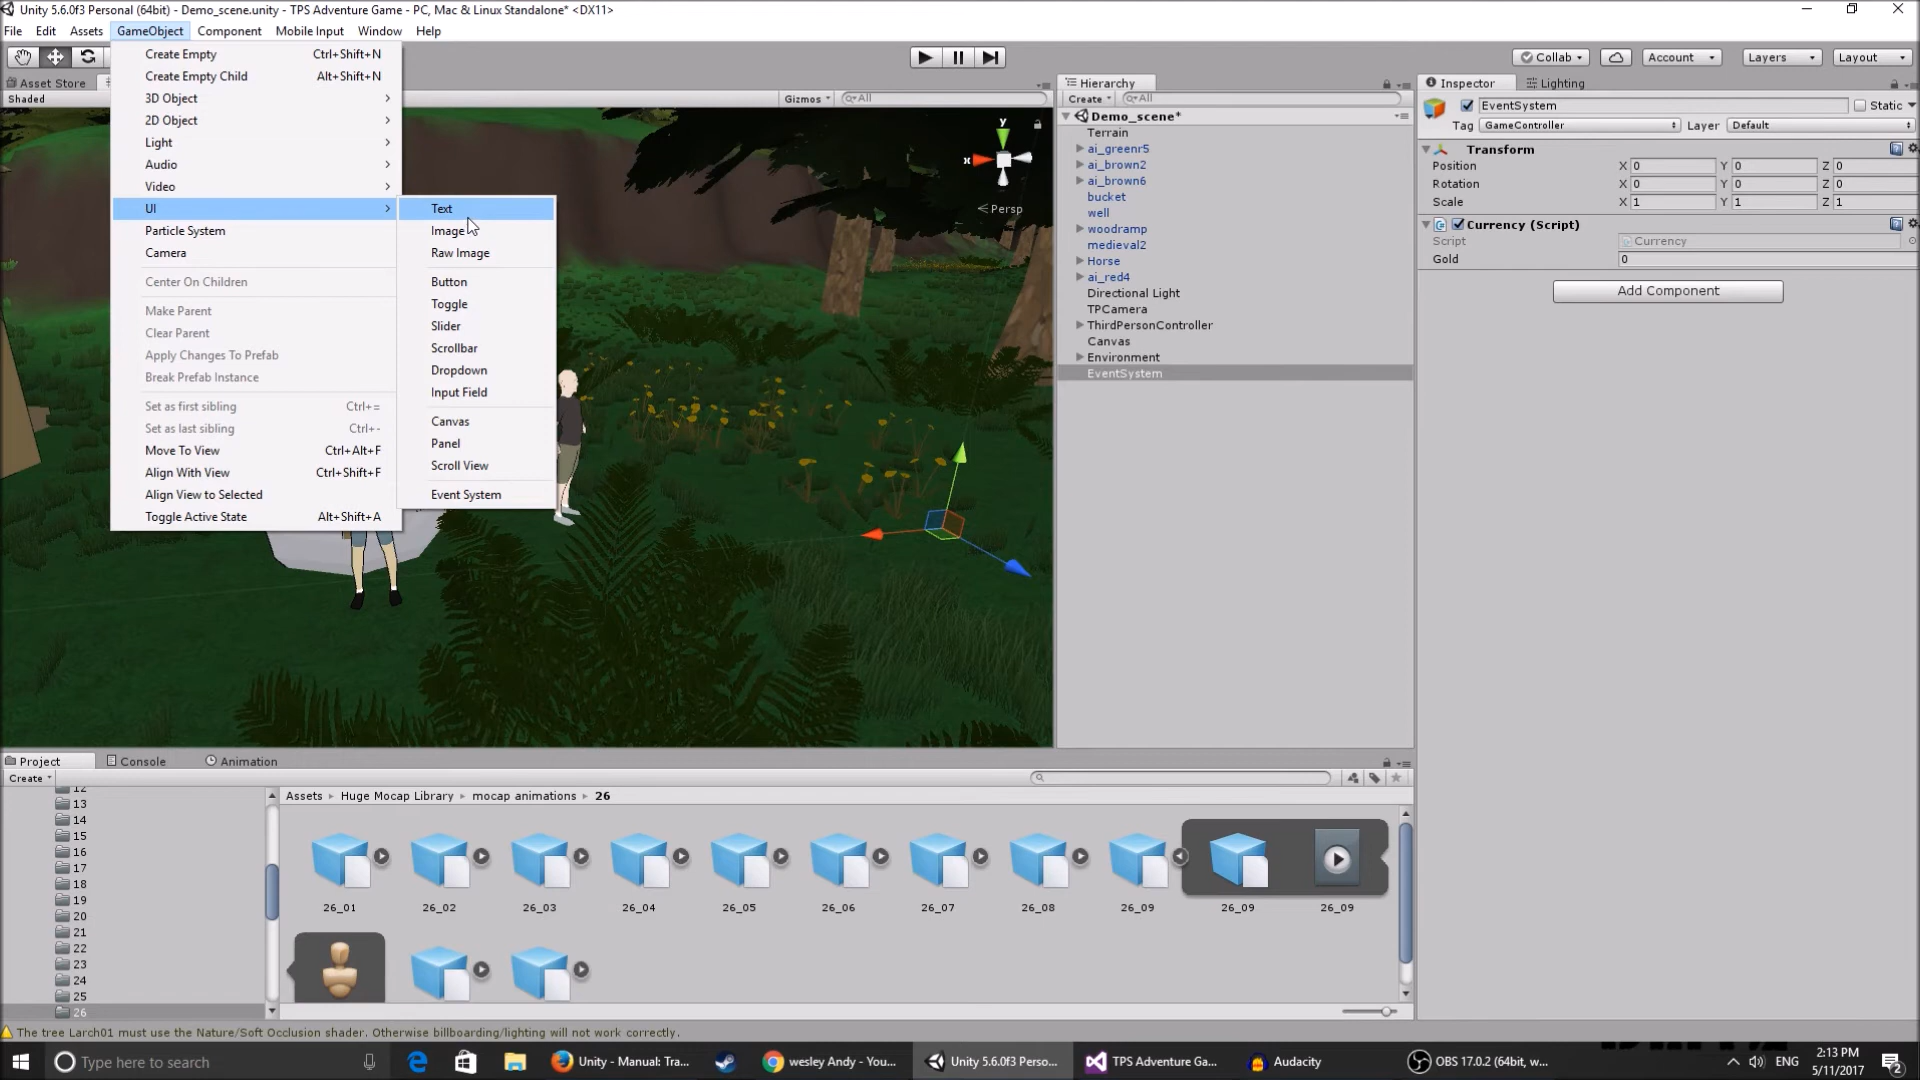 Unity 5.6.0f3 Personal (64bit) - Demo_scene.unity - TPS Adventure Game - PC, Mac & Linux Standalone* <DX11>
File Edit Assets GameObject Component Mobile Input Window Help
Collab Account Layers Layout
Asset Store
Shaded
Gizmos All
Create Empty Ctrl+Shift+N
Create Empty Child Alt+Shift+N
3D Object
2D Object
Light
Audio
Video
UI
Particle System
Camera
Center On Children
Make Parent
Clear Parent
Apply Changes To Prefab
Break Prefab Instance
Set as first sibling Ctrl+=
Set as last sibling Ctrl+-
Move To View Ctrl+Alt+F
Align With View Ctrl+Shift+F
Align View to Selected
Toggle Active State Alt+Shift+A
Text
Image
Raw Image
Button
Toggle
Slider
Scrollbar
Dropdown
Input Field
Canvas
Panel
Scroll View
Event System
y
x
Persp
Hierarchy
Create All
Demo_scene*
Terrain
ai_greenr5
ai_brown2
ai_brown6
bucket
well
woodramp
medieval2
Horse
ai_red4
Directional Light
TPCamera
ThirdPersonController
Canvas
Environment
EventSystem
Inspector Lighting
EventSystem Static
Tag GameController Layer Default
Transform
Position X 0 Y 0 Z 0
Rotation X 0 Y 0 Z 0
Scale X 1 Y 1 Z 1
Currency (Script)
Script Currency
Gold 0
Add Component
Project Console Animation
Create
12
13
14
15
16
17
18
19
20
21
22
23
24
25
26
Assets Huge Mocap Library mocap animations 26
26_01 26_02 26_03 26_04 26_05 26_06 26_07 26_08 26_09 26_09 26_09
The tree Larch01 must use the Nature/Soft Occlusion shader. Otherwise billboarding/lighting will not work correctly.
Type here to search
Unity - Manual: Tra...
wesley Andy - You...
Unity 5.6.0f3 Perso...
TPS Adventure Ga...
Audacity
OBS 17.0.2 (64bit, w...
ENG
2:13 PM
5/11/2017
2